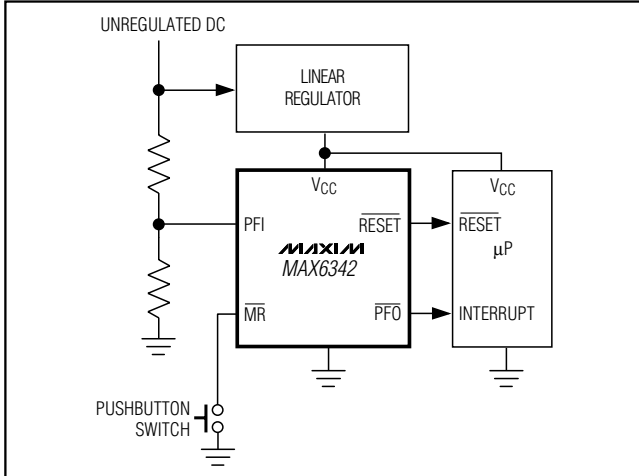 UNREGULATED DC
LINEAR
REGULATOR
VCC
VCC
PFI
RESET
RESET
MAXIM
MAX6342
µP
MR
PFO
INTERRUPT
PUSHBUTTON
SWITCH